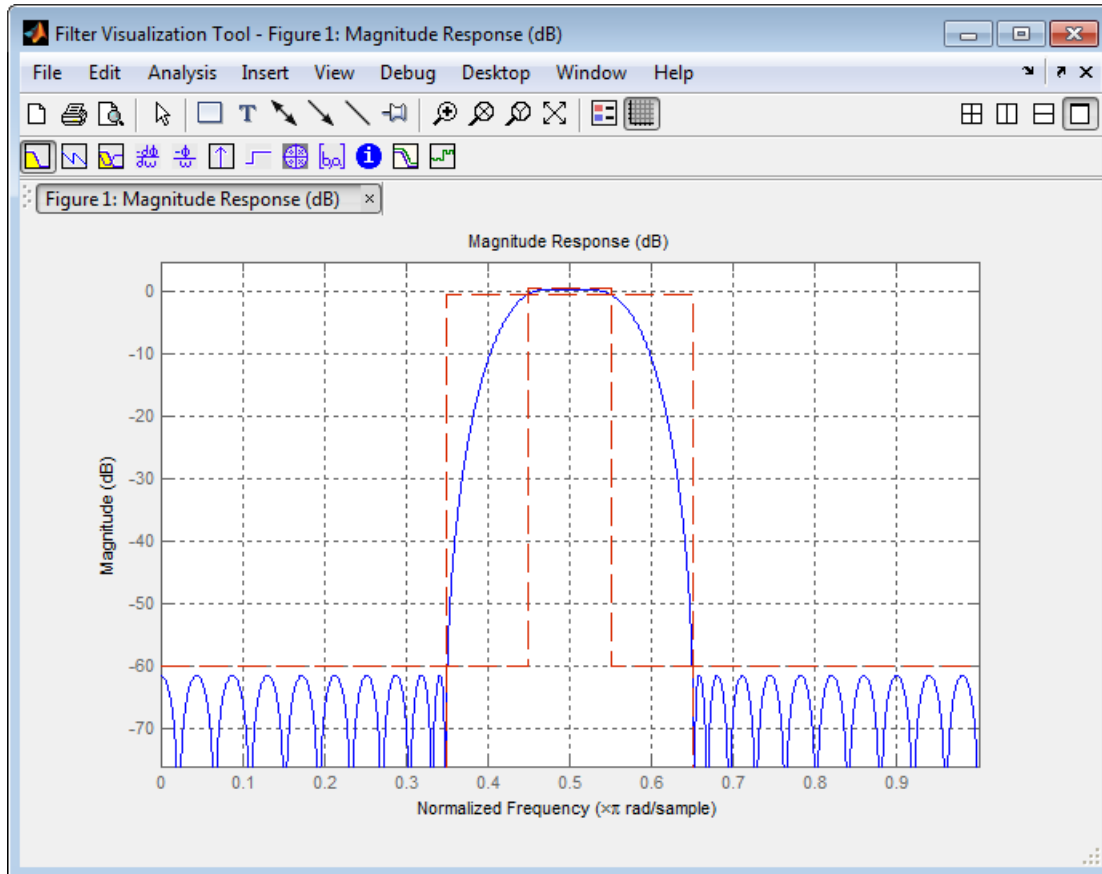 Filter Visualization Tool - Figure 1: Magnitude Response (dB)
File Edit Analysis Insert View Debug Desktop Window Help
T
[b,a]
i
Figure 1: Magnitude Response (dB) ×
Magnitude Response (dB)
0
-10
-20
-30
-40
-50
-60
-70
Magnitude (dB)
0 0.1 0.2 0.3 0.4 0.5 0.6 0.7 0.8 0.9
Normalized Frequency (×π rad/sample)